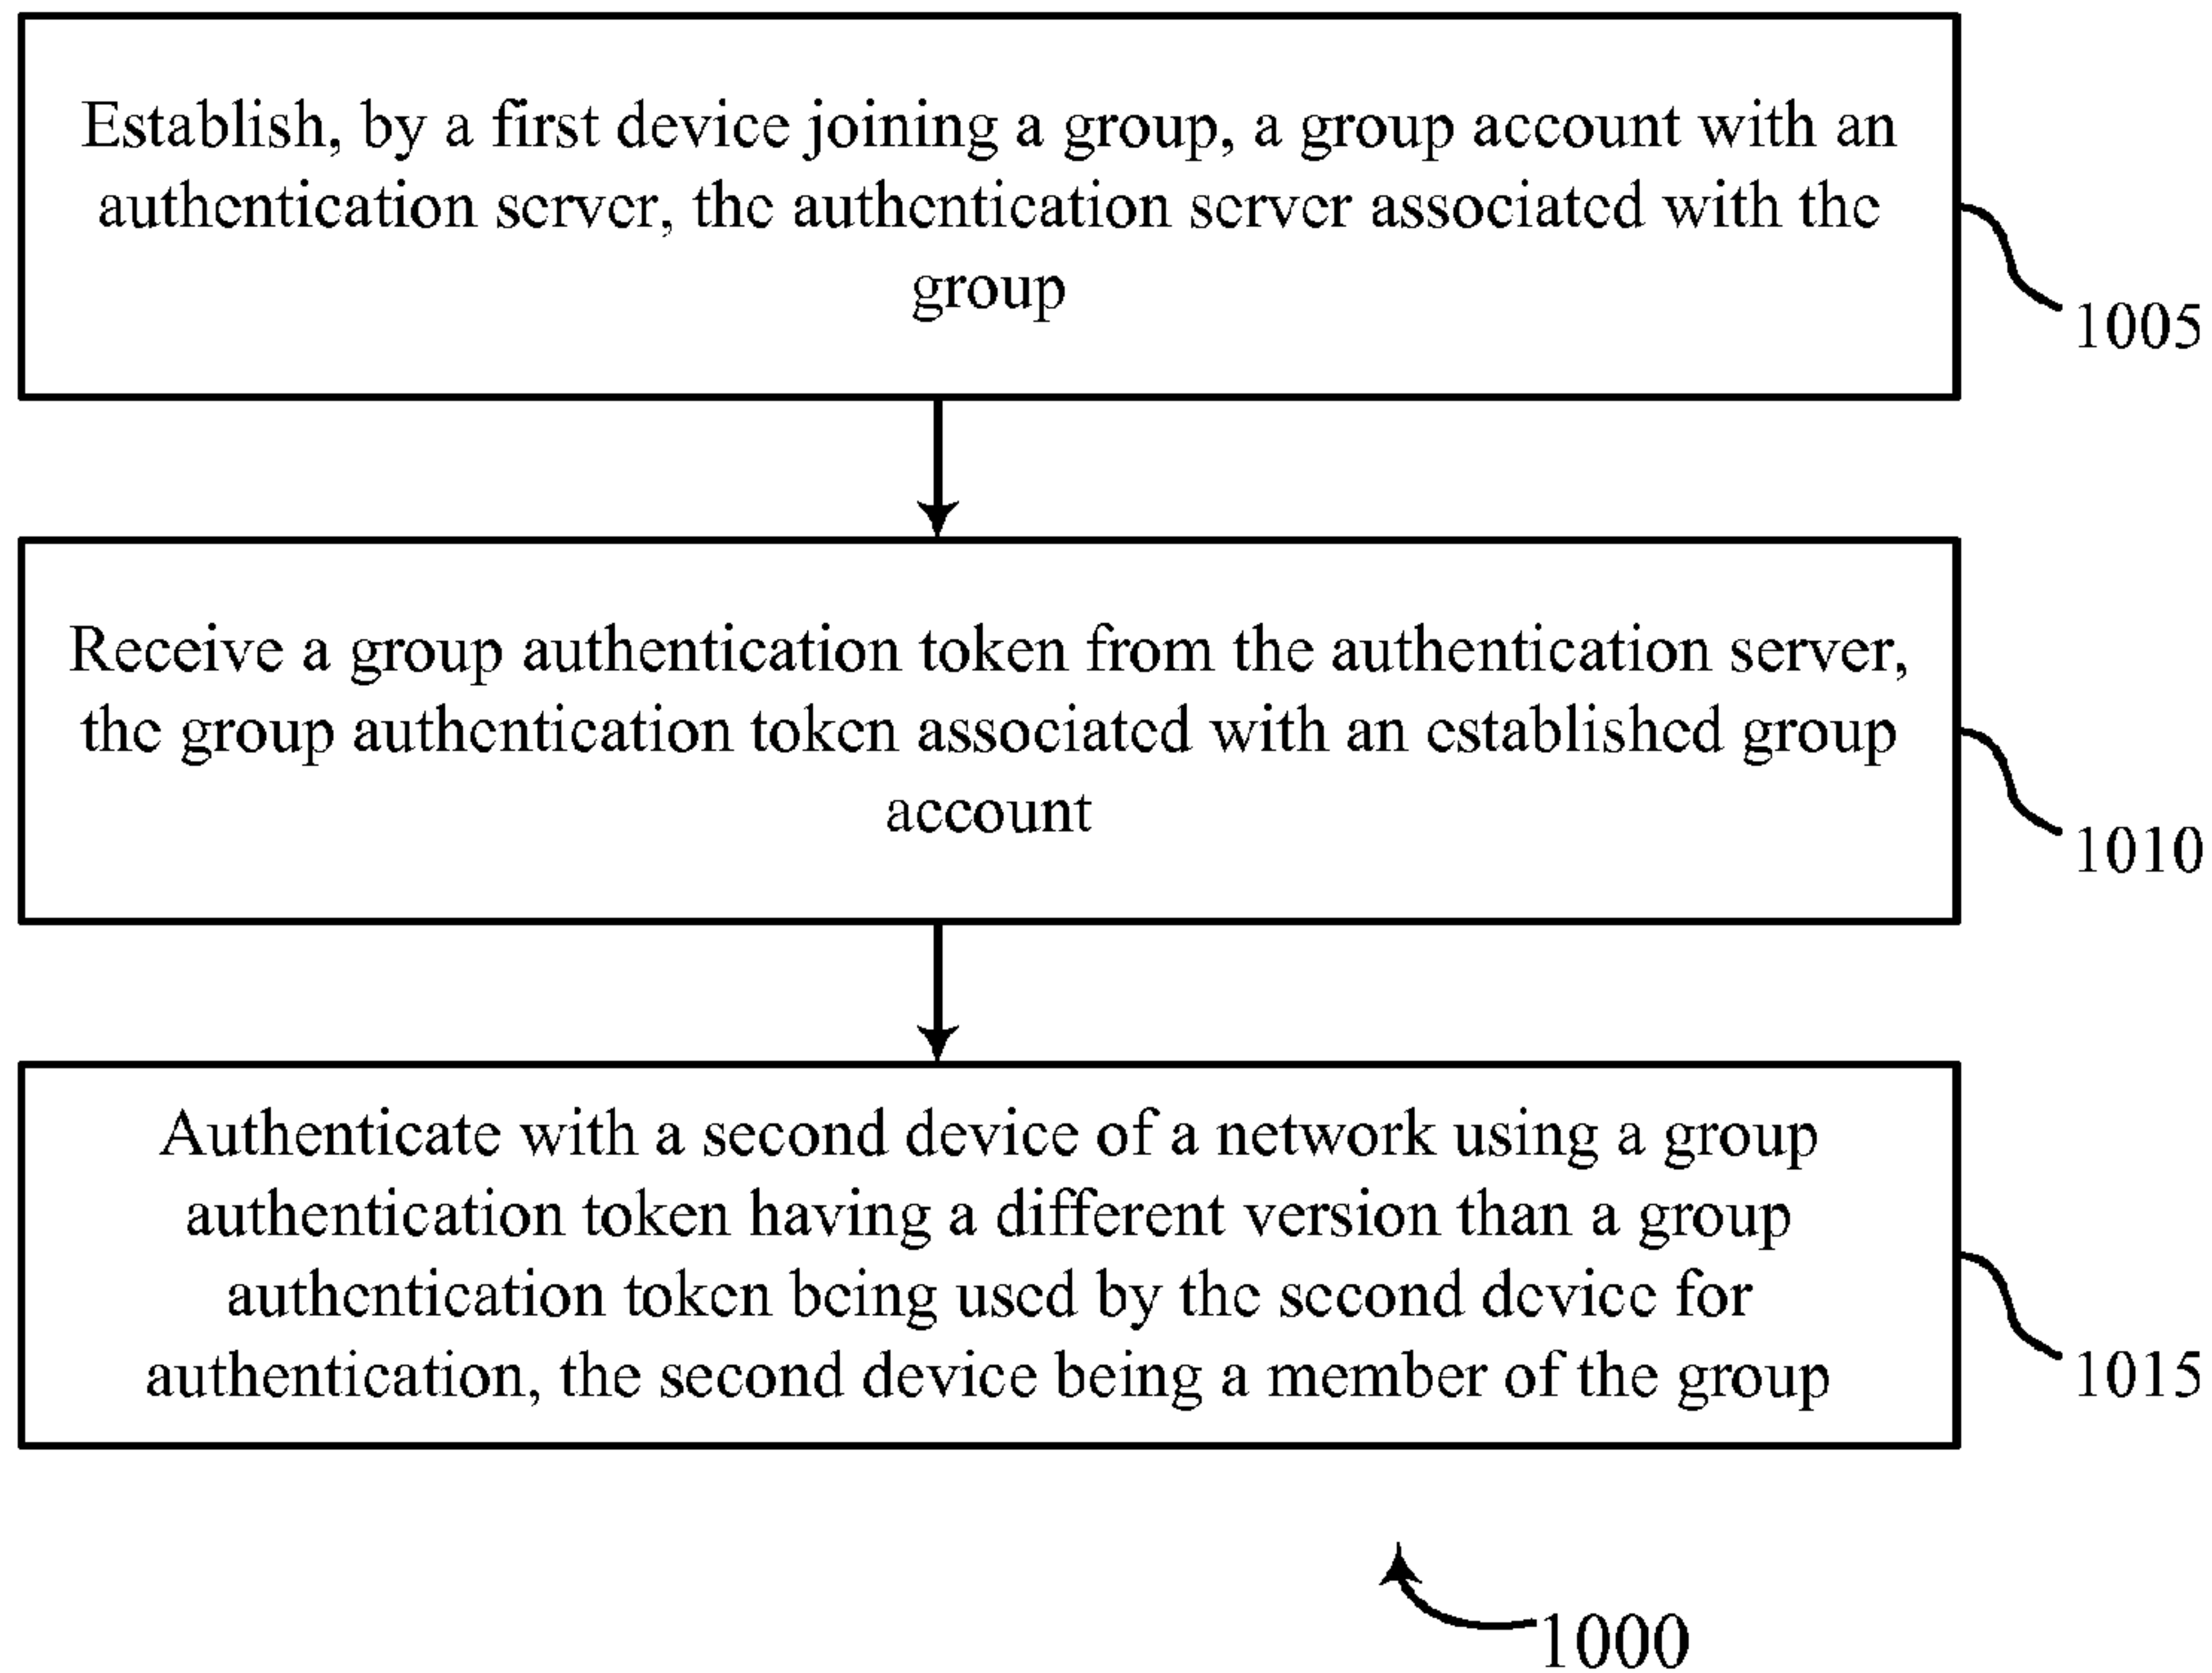 Establish, by a first device joining a group, a group account with an
authentication server, the authentication server associated with the
group
1005
Receive a group authentication token from the authentication server,
the group authentication token associated with an established group
account
1010
Authenticate with a second device of a network using a group
authentication token having a different version than a group
authentication token being used by the second device for
authentication, the second device being a member of the group
1015
1000